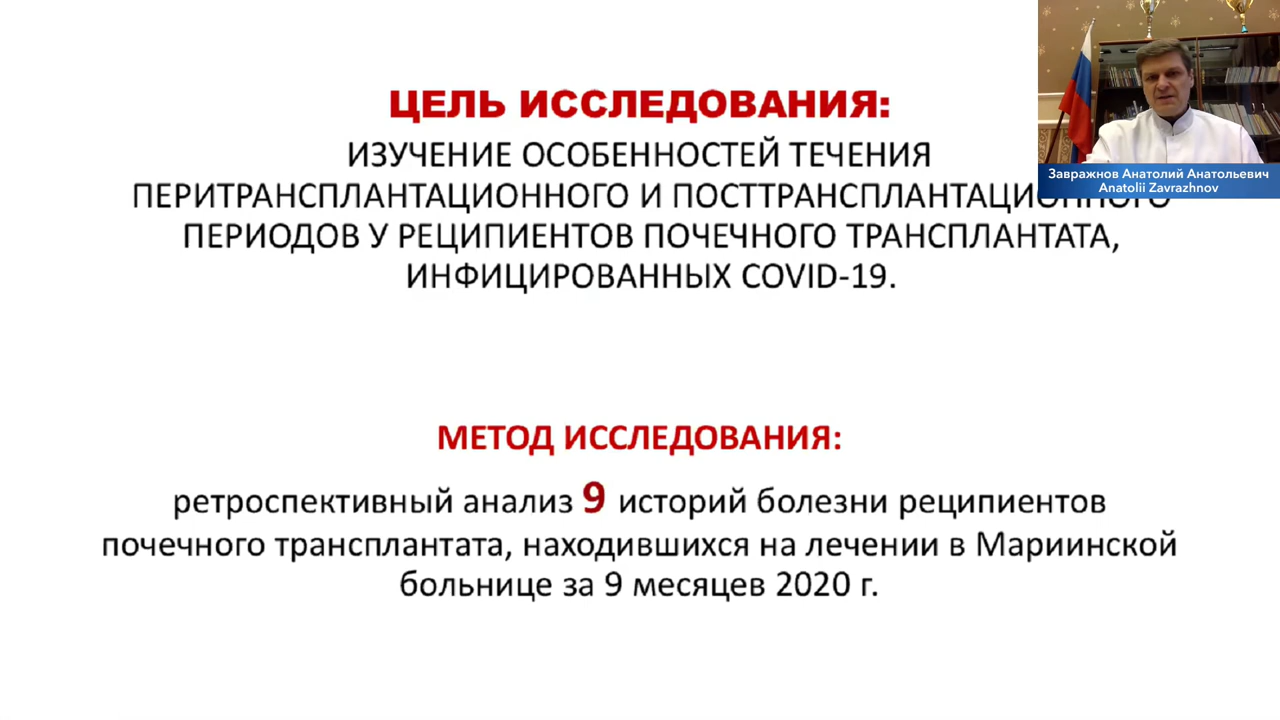 ЦЕЛЬ ИССЛЕДОВАНИЯ:
ИЗУЧЕНИЕ ОСОБЕННОСТЕЙ ТЕЧЕНИЯ
ПЕРИТРАНСПЛАНТАЦИОННОГО И ПОСТТРАНСПЛАНТАЦИОННОГО
ПЕРИОДОВ У РЕЦИПИЕНТОВ ПОЧЕЧНОГО ТРАНСПЛАНТАТА,
ИНФИЦИРОВАННЫХ COVID-19.
МЕТОД ИССЛЕДОВАНИЯ:
ретроспективный анализ 9 историй болезни реципиентов
почечного трансплантата, находившихся на лечении в Мариинской
больнице за 9 месяцев 2020 г.
Завражнов Анатолий Анатольевич
Anatolii Zavrazhnov